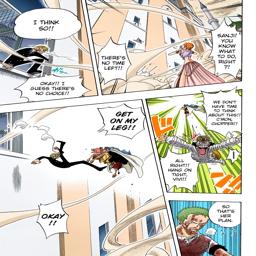 SANJI!
YOU
KNOW
WHAT
TO DO,
RIGHT
?
THERE'S
NO TIME
LEFT!!
I
THINK
SO!!
OKAY!! I
GUESS THERE'S
NO CHOICE!!
WE DON'T
HAVE TIME
TO THINK
ABOUT THIS!!
C'MON,
CHOPPER!!
ALL
RIGHT!!
HANG ON
TIGHT,
VIVI!!
GET
ON MY
LEG!!
OKAY
!!
SO THAT'S
HER
PLAN.